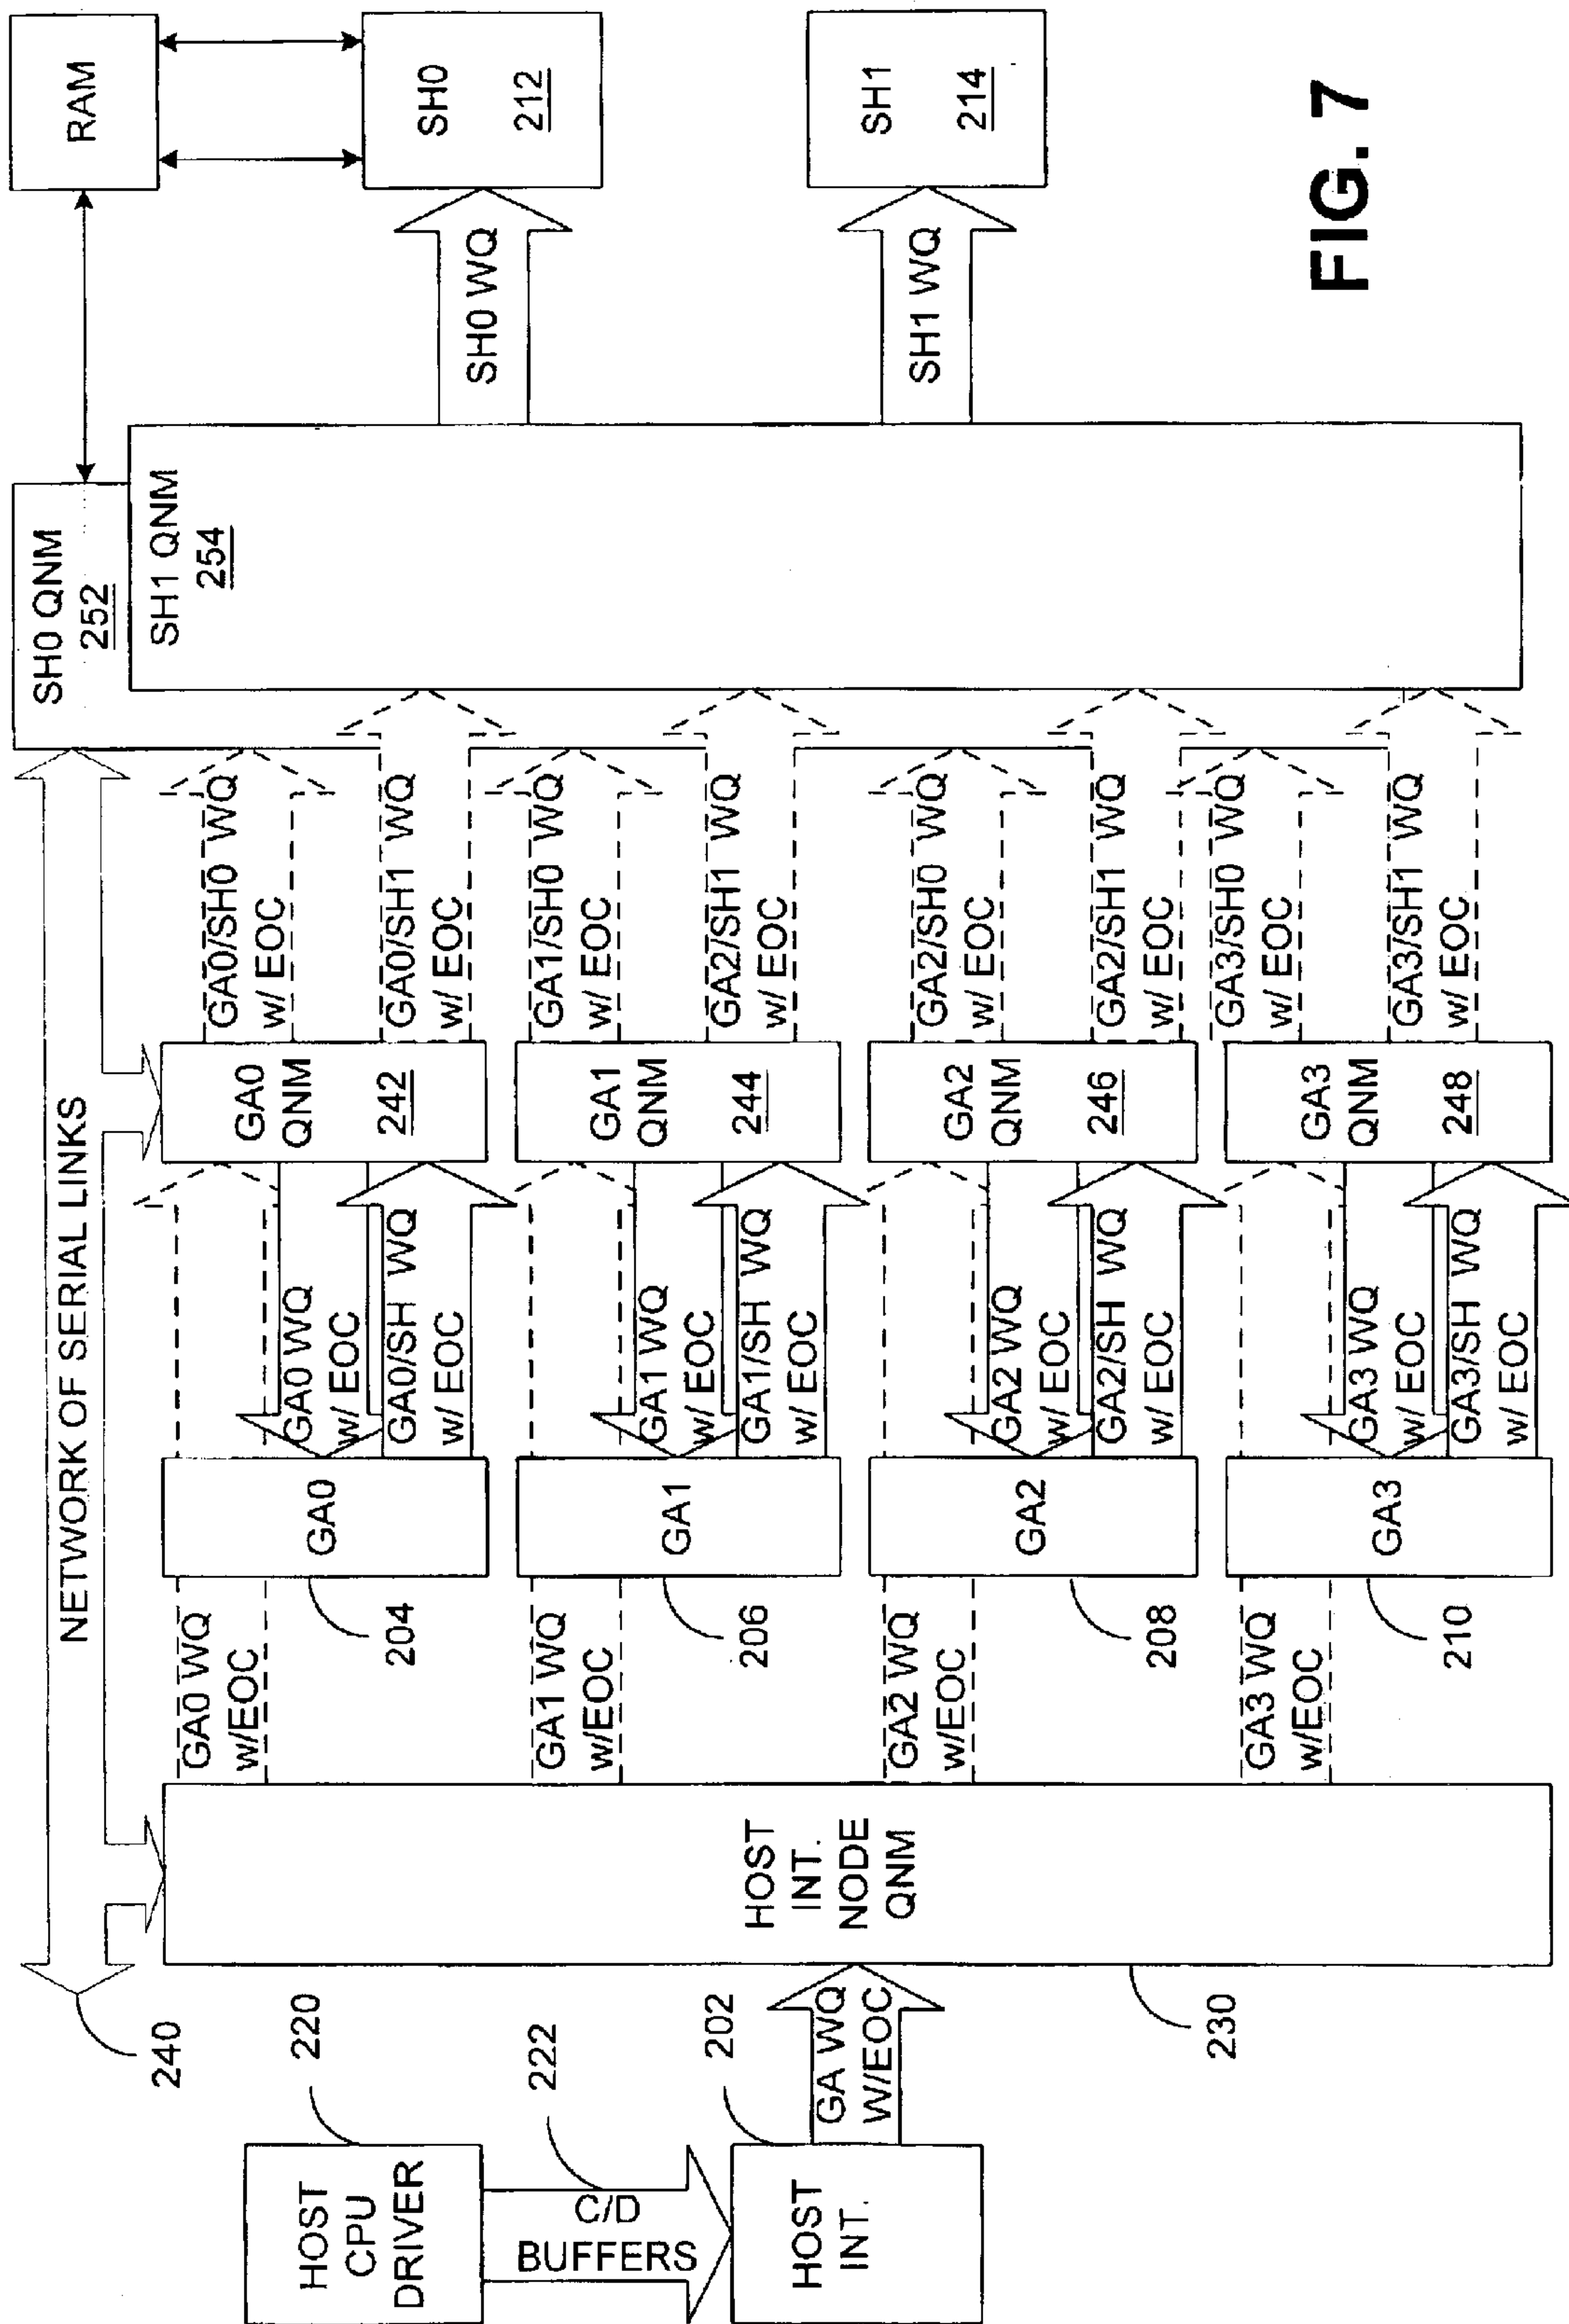 NETWORK OF SERIAL LINKS
240
HOST
CPU
DRIVER
220
C/D
BUFFERS
222
HOST
INT.
202
GA WQ
W/EOC
HOST
INT.
NODE
QNM
230
GA0 WQ
w/EOC
GA1 WQ
w/EOC
GA2 WQ
w/EOC
GA3 WQ
w/EOC
GA0
204
GA1
206
GA2
208
GA3
210
GA0 WQ
w/ EOC
GA0/SH WQ
w/ EOC
GA1 WQ
w/ EOC
GA1/SH WQ
w/ EOC
GA2 WQ
w/ EOC
GA2/SH WQ
w/ EOC
GA3 WQ
w/ EOC
GA3/SH WQ
w/ EOC
GA0
QNM
242
GA1
QNM
244
GA2
QNM
246
GA3
QNM
248
GA0/SH0 WQ
w/ EOC
GA0/SH1 WQ
w/ EOC
GA1/SH0 WQ
w/ EOC
GA2/SH1 WQ
w/ EOC
GA2/SH0 WQ
w/ EOC
GA2/SH1 WQ
w/ EOC
GA3/SH0 WQ
w/ EOC
GA3/SH1 WQ
w/ EOC
SH0 QNM
252
SH1 QNM
254
SH0 WQ
SH1 WQ
RAM
SH0
212
SH1
214
FIG. 7